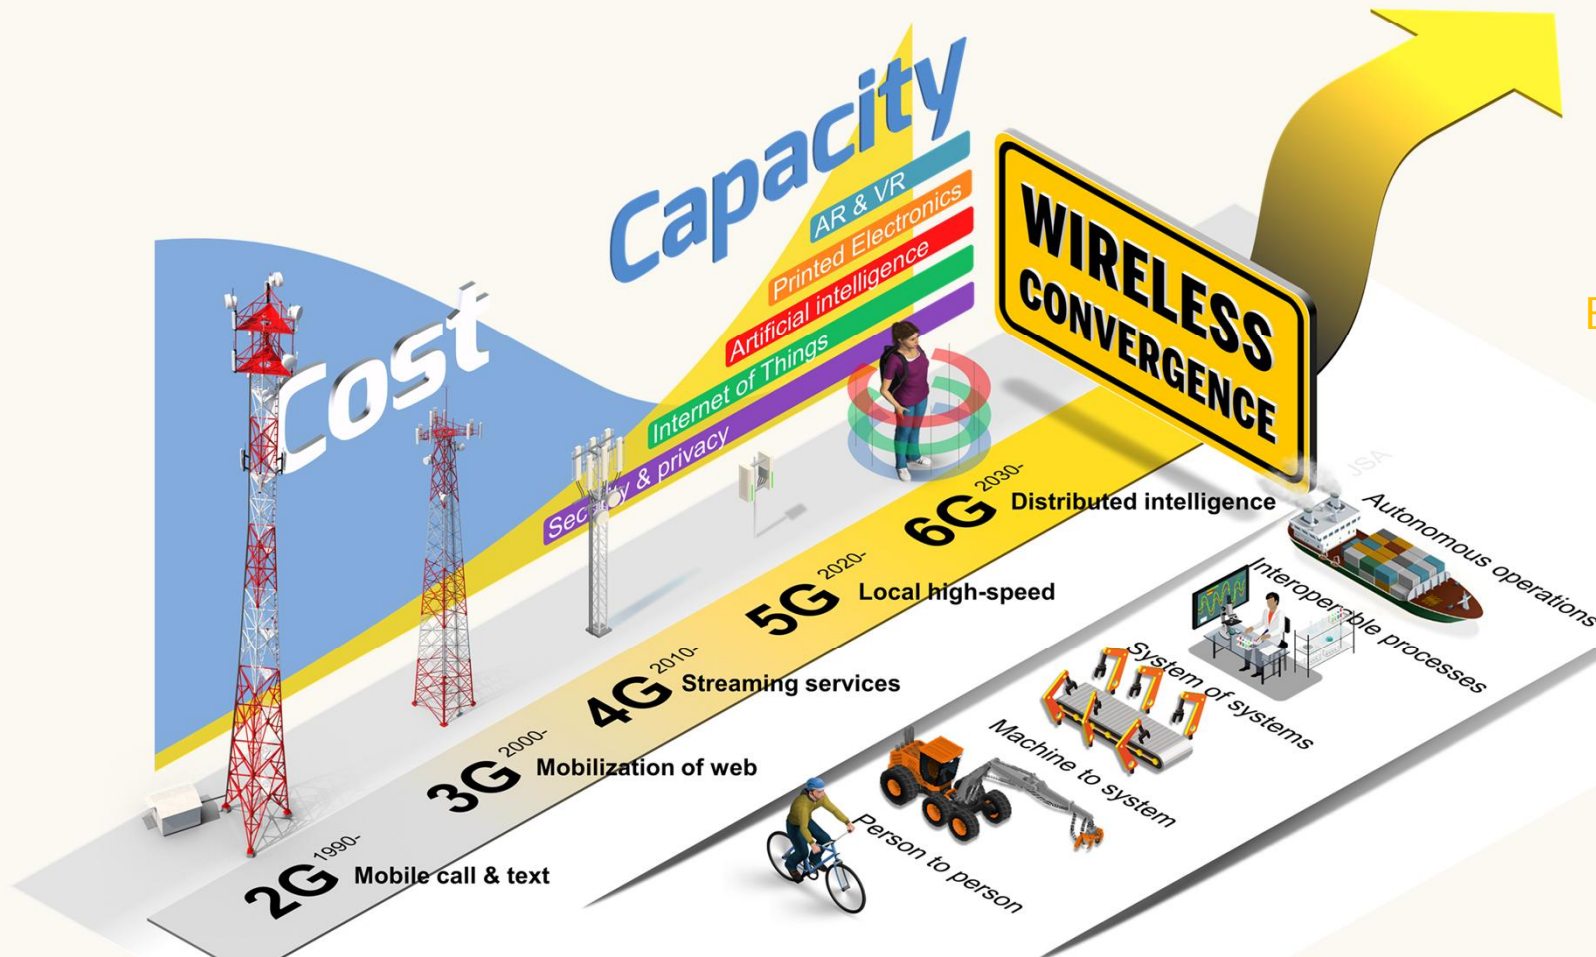 Capacity
Cost
AR & VR
Printed Electronics
Artificial intelligence
Internet of Things
Security & privacy
WIRELESS
CONVERGENCE
JSA
6G 2030- Distributed intelligence
5G 2020- Local high-speed
4G 2010- Streaming services
3G 2000- Mobilization of web
2G 1990- Mobile call & text
Autonomous operations
Interoperable processes
System of systems
Machine to system
Person to person